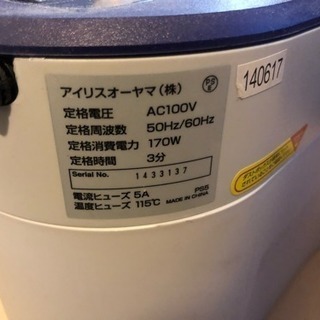 アイリスオーヤマ(株)
定格電圧 AC100V
定格周波数 50Hz/60Hz
定格消費電力 170W
定格時間 3分
Serial No. 1433137
電流ヒューズ 5A PS5
温度ヒューズ 115℃ MADE IN CHINA
140617